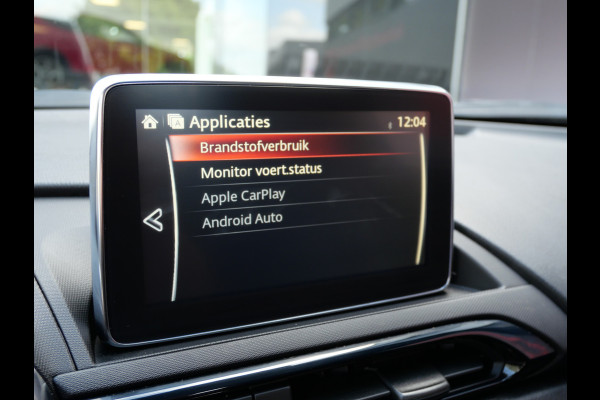 Applicaties 12:04
Brandstofverbruik
Monitor voert.status
Apple CarPlay
Android Auto